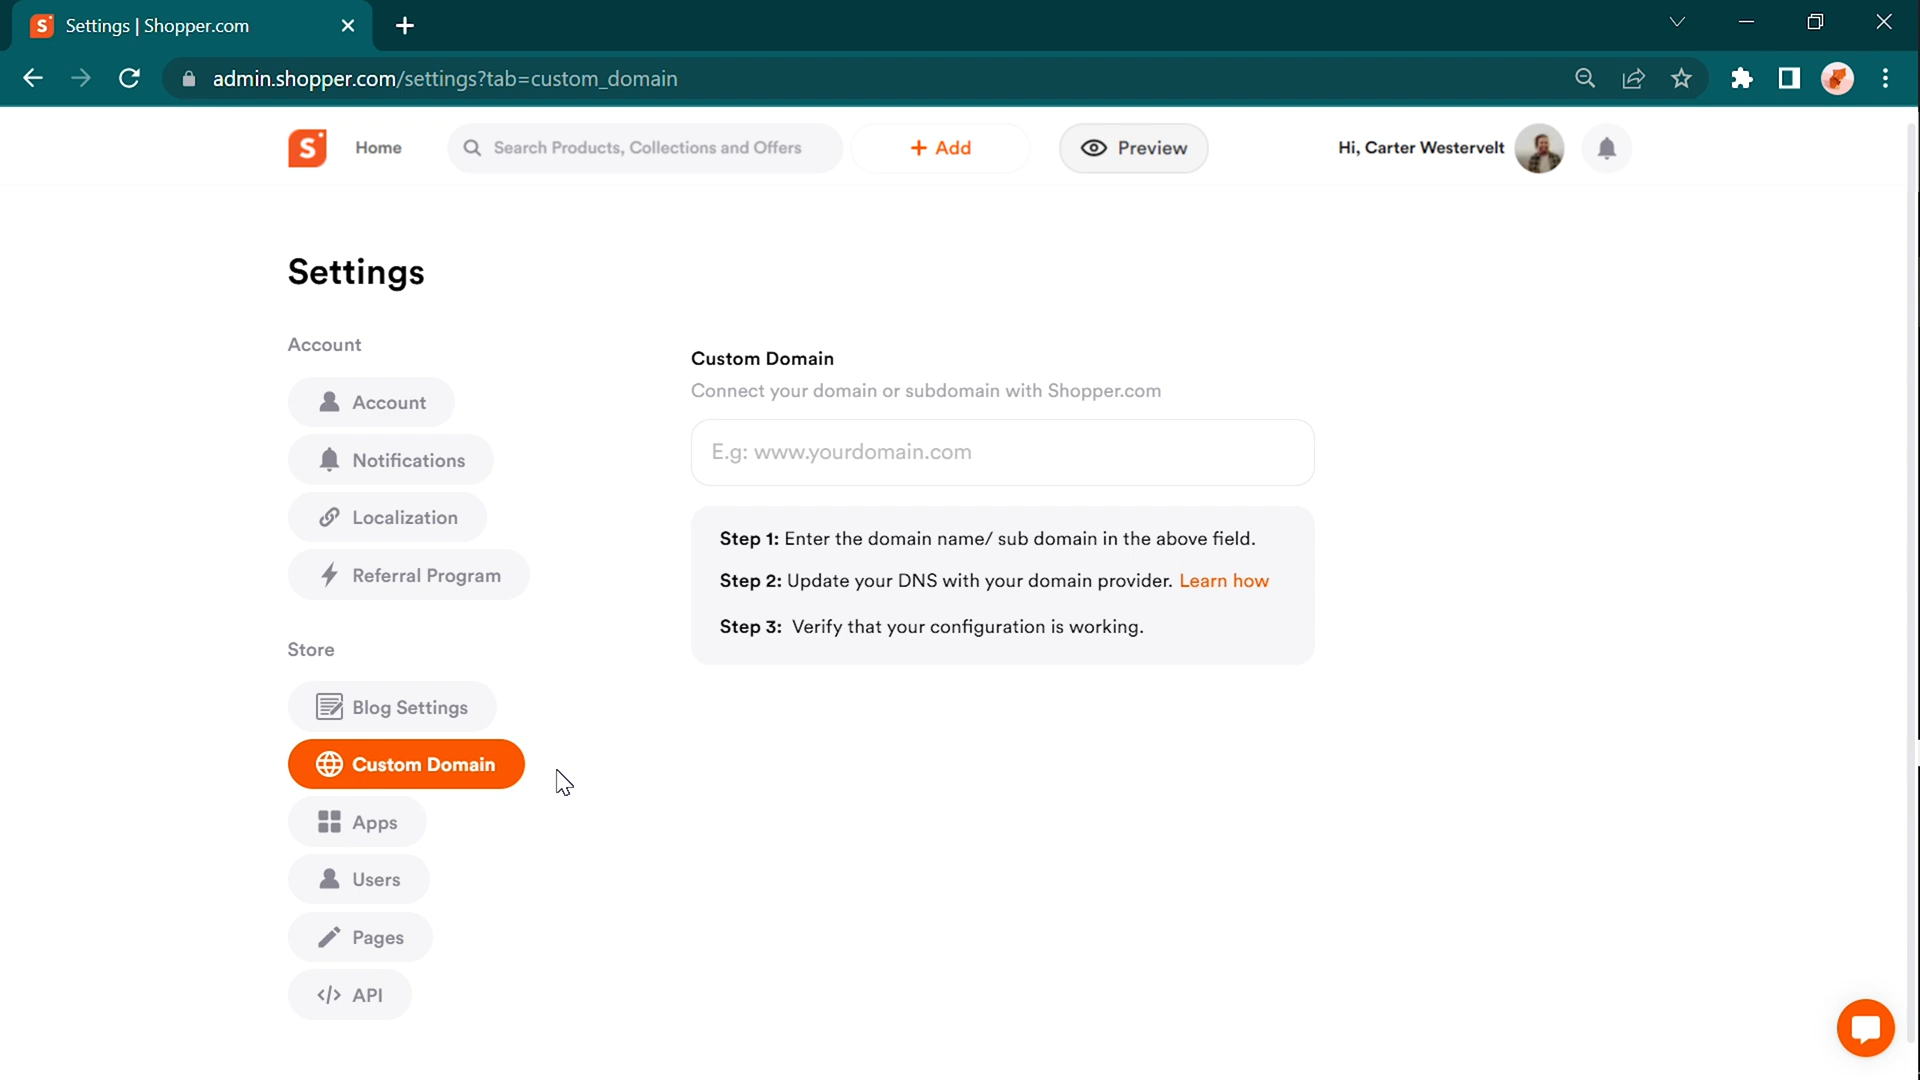 S Settings | Shopper.com
admin.shopper.com/settings?tab=custom_domain
S Home Search Products, Collections and Offers + Add Preview Hi, Carter Westervelt
Settings
Account
Account
Notifications
Localization
Referral Program
Store
Blog Settings
Custom Domain
Apps
Users
Pages
</> API
Custom Domain
Connect your domain or subdomain with Shopper.com
E.g: www.yourdomain.com
Step 1: Enter the domain name/ sub domain in the above field.
Step 2: Update your DNS with your domain provider. Learn how
Step 3: Verify that your configuration is working.